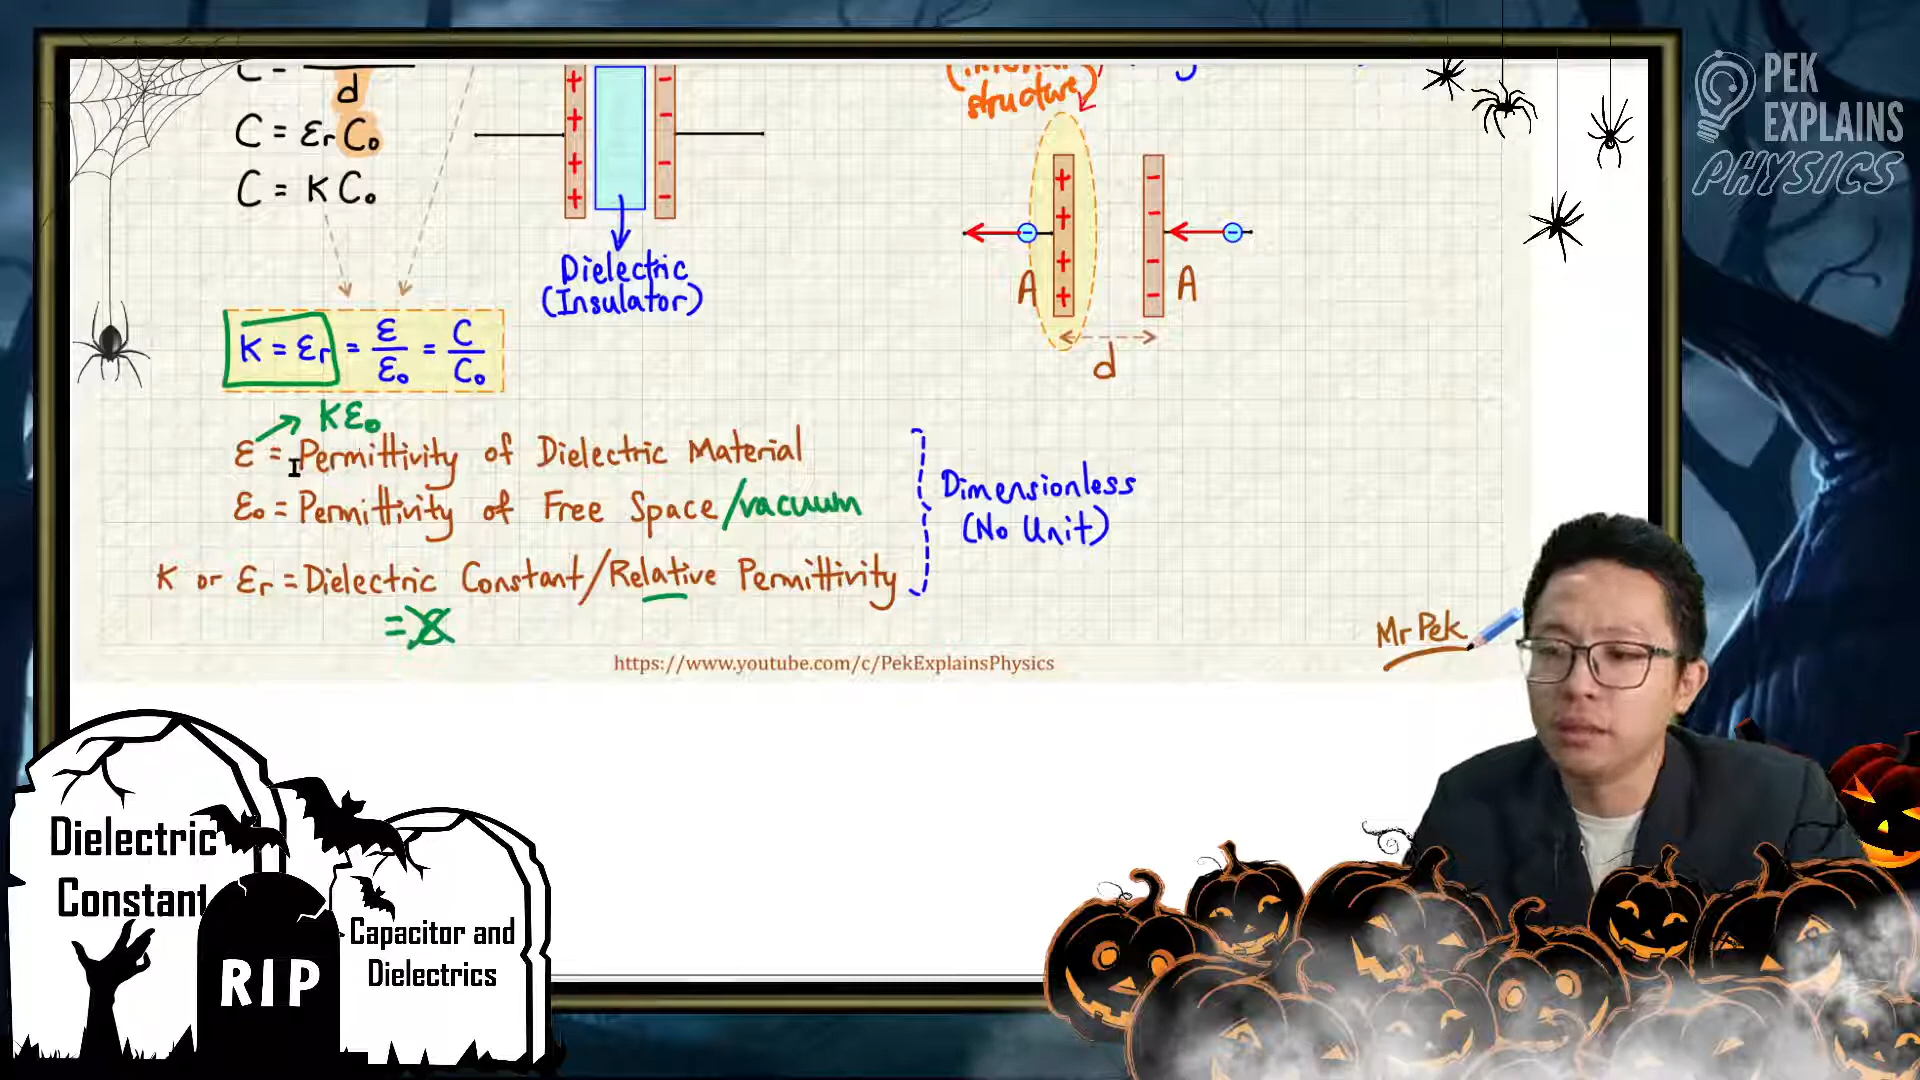 d
C = εr C₀
C = K C₀
+
+
+
+
-
-
-
-
Dielectric
(Insulator)
K = εr = ε/ε₀ = C/C₀
Kε₀
ε = Permittivity of Dielectric Material
ε₀ = Permittivity of Free Space/vacuum
K or εr = Dielectric Constant/Relative Permittivity
=
Dimensionless
(No Unit)
structure)
+
+
+
+
-
-
-
-
-
-
A
A
d
https://www.youtube.com/c/PekExplainsPhysics
Mr Pek
PEK
EXPLAINS
PHYSICS
Dielectric
Constant
RIP
Capacitor and
Dielectrics